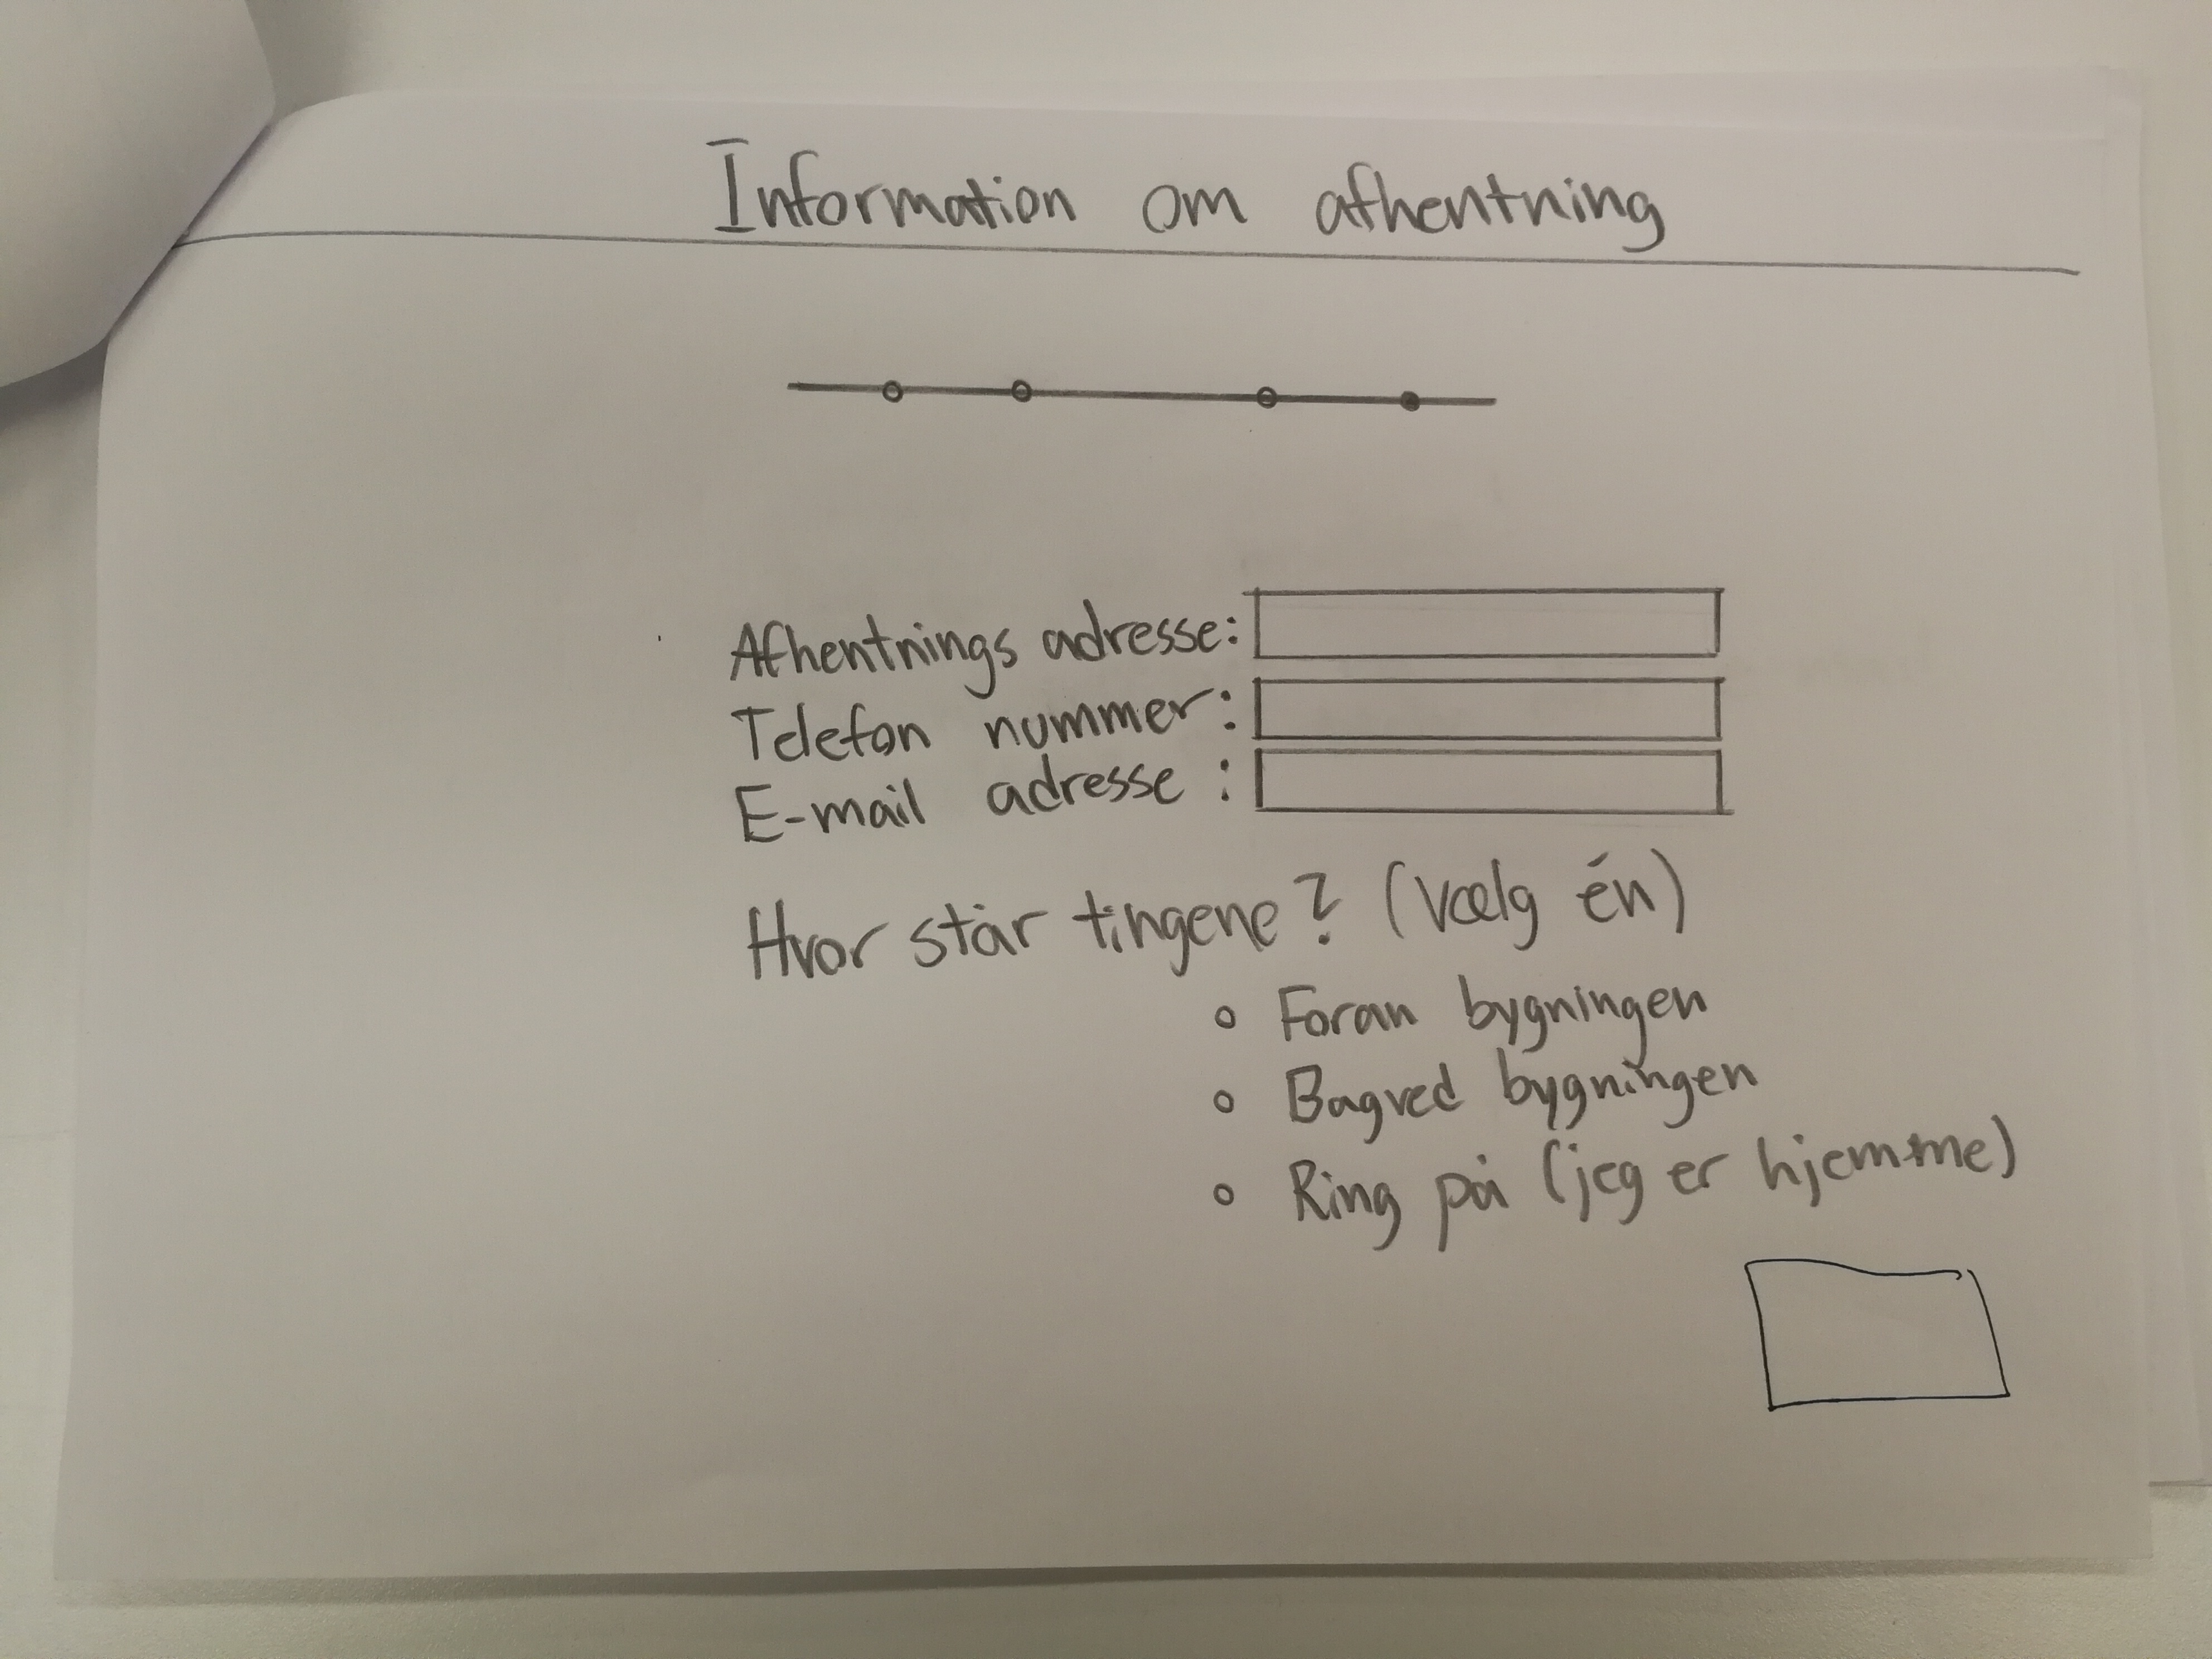 Information om afhentning
Afhentnings adresse:
Telefon nummer:
E-mail adresse :
Hvor står tingene? (Vælg én)
Foran bygningen
Bagved bygningen
Ring på (jeg er hjemme)